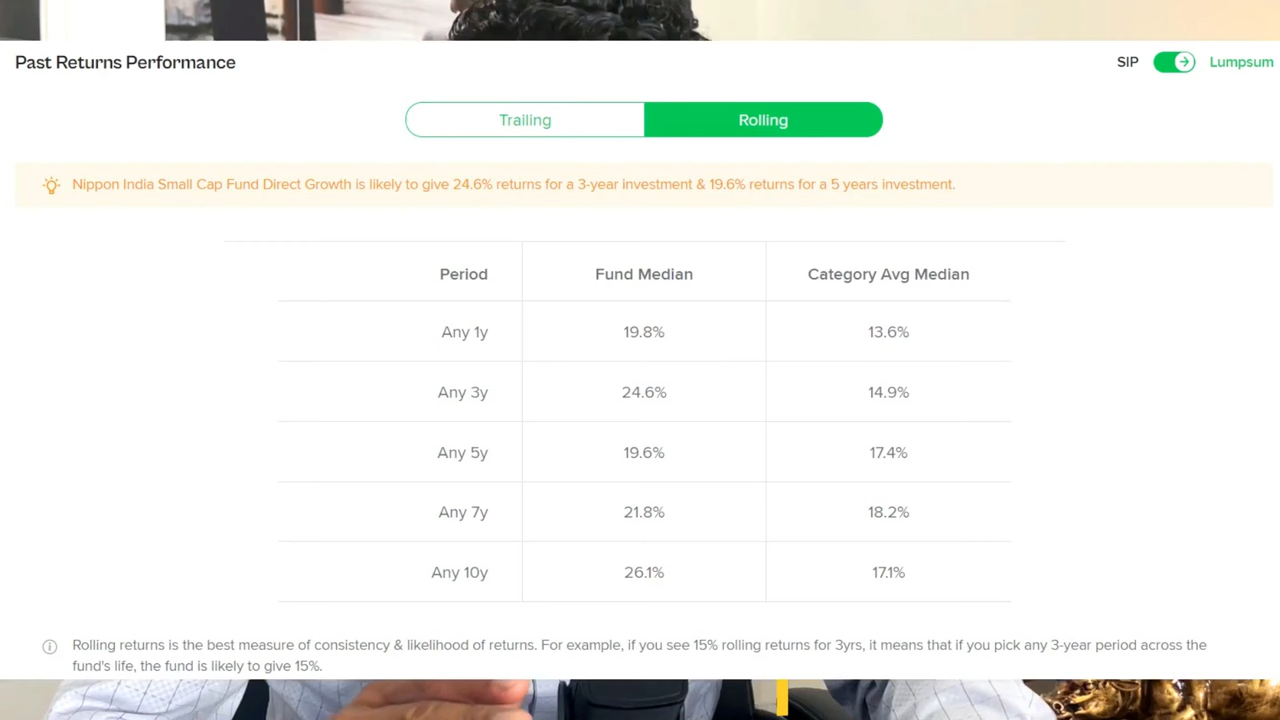 Past Returns Performance
SIP Lumpsum
Trailing Rolling
Nippon India Small Cap Fund Direct Growth is likely to give 24.6% returns for a 3-year investment & 19.6% returns for a 5 years investment.
Period Fund Median Category Avg Median
Any 1y 19.8% 13.6%
Any 3y 24.6% 14.9%
Any 5y 19.6% 17.4%
Any 7y 21.8% 18.2%
Any 10y 26.1% 17.1%
Rolling returns is the best measure of consistency & likelihood of returns. For example, if you see 15% rolling returns for 3yrs, it means that if you pick any 3-year period across the
fund's life, the fund is likely to give 15%.